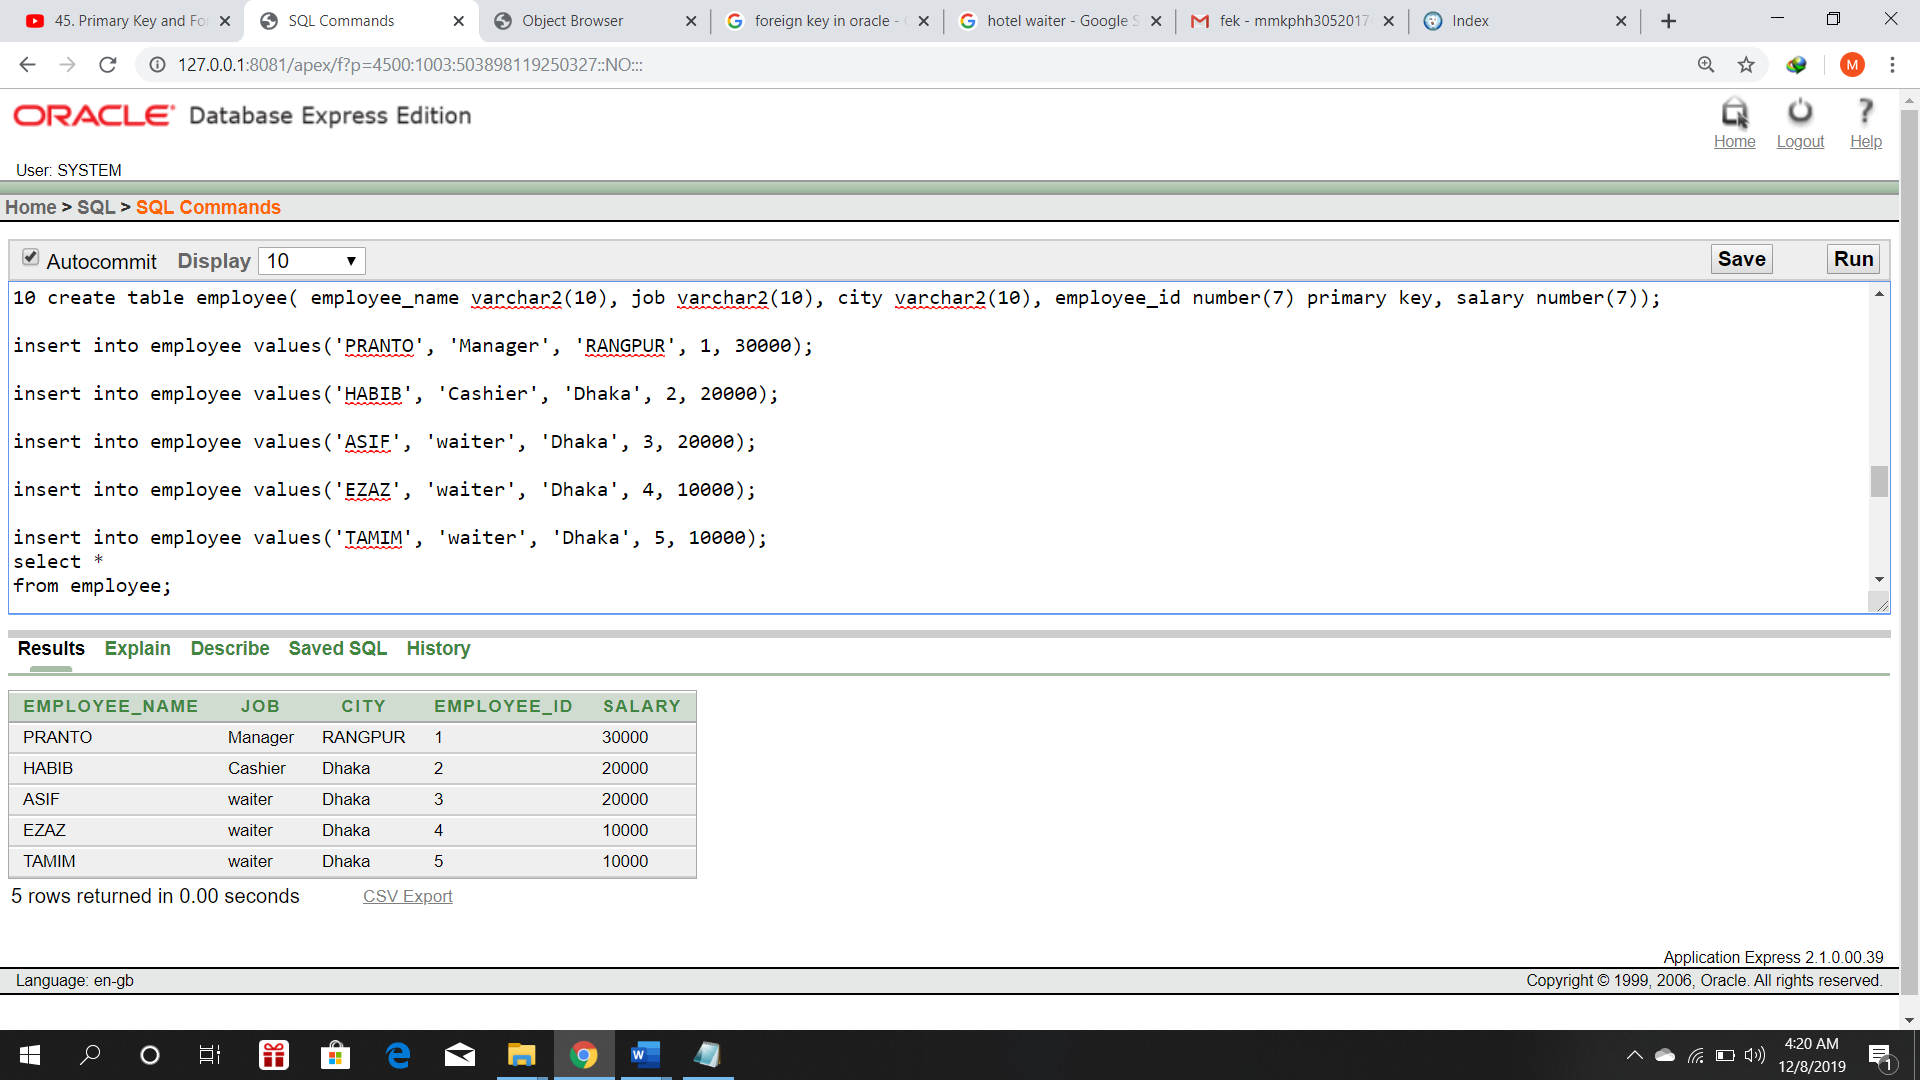 45. Primary Key and Fo
SQL Commands
Object Browser
foreign key in oracle -
hotel waiter - Google S
fek - mmkphh3052017
Index
127.0.0.1:8081/apex/f?p=4500:1003:503898119250327::NO:::
M
ORACLE Database Express Edition
Home
Logout
Help
User: SYSTEM
Home > SQL > SQL Commands
Autocommit Display 10
Save
Run
10 create table employee( employee_name varchar2(10), job varchar2(10), city varchar2(10), employee_id number(7) primary key, salary number(7));
insert into employee values('PRANTO', 'Manager', 'RANGPUR', 1, 30000);
insert into employee values('HABIB', 'Cashier', 'Dhaka', 2, 20000);
insert into employee values('ASIF', 'waiter', 'Dhaka', 3, 20000);
insert into employee values('EZAZ', 'waiter', 'Dhaka', 4, 10000);
insert into employee values('TAMIM', 'waiter', 'Dhaka', 5, 10000);
select *
from employee;
Results Explain Describe Saved SQL History
EMPLOYEE_NAME JOB CITY EMPLOYEE_ID SALARY
PRANTO Manager RANGPUR 1 30000
HABIB Cashier Dhaka 2 20000
ASIF waiter Dhaka 3 20000
EZAZ waiter Dhaka 4 10000
TAMIM waiter Dhaka 5 10000
5 rows returned in 0.00 seconds
CSV Export
Application Express 2.1.0.00.39
Language: en-gb
Copyright © 1999, 2006, Oracle. All rights reserved.
4:20 AM
12/8/2019
1